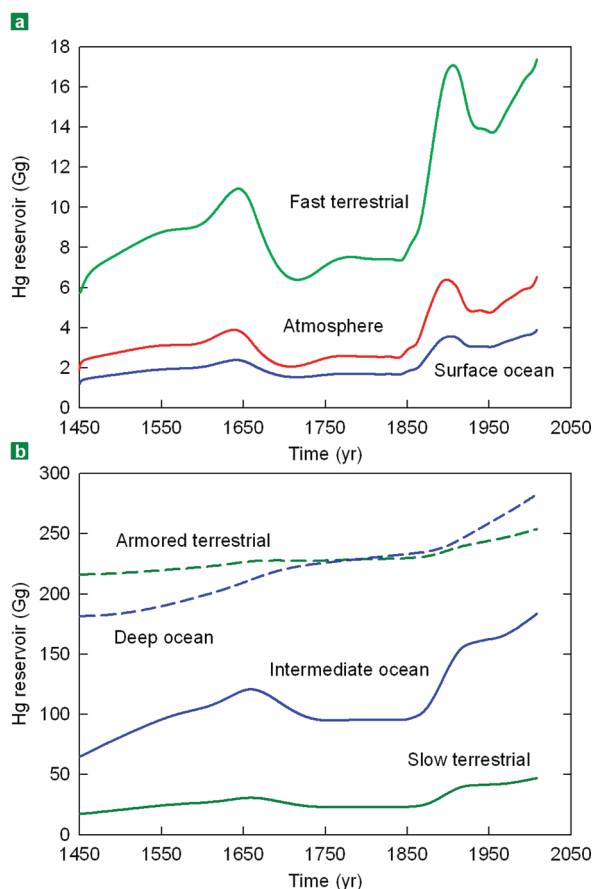 a
18
16
14
12
10
8
6
4
2
0
Hg reservoir (Gg)
Fast terrestrial
Atmosphere
Surface ocean
1450 1550 1650 1750 1850 1950 2050
Time (yr)
b
300
250
200
150
100
50
0
Hg reservoir (Gg)
Armored terrestrial
Deep ocean
Intermediate ocean
Slow terrestrial
1450 1550 1650 1750 1850 1950 2050
Time (yr)